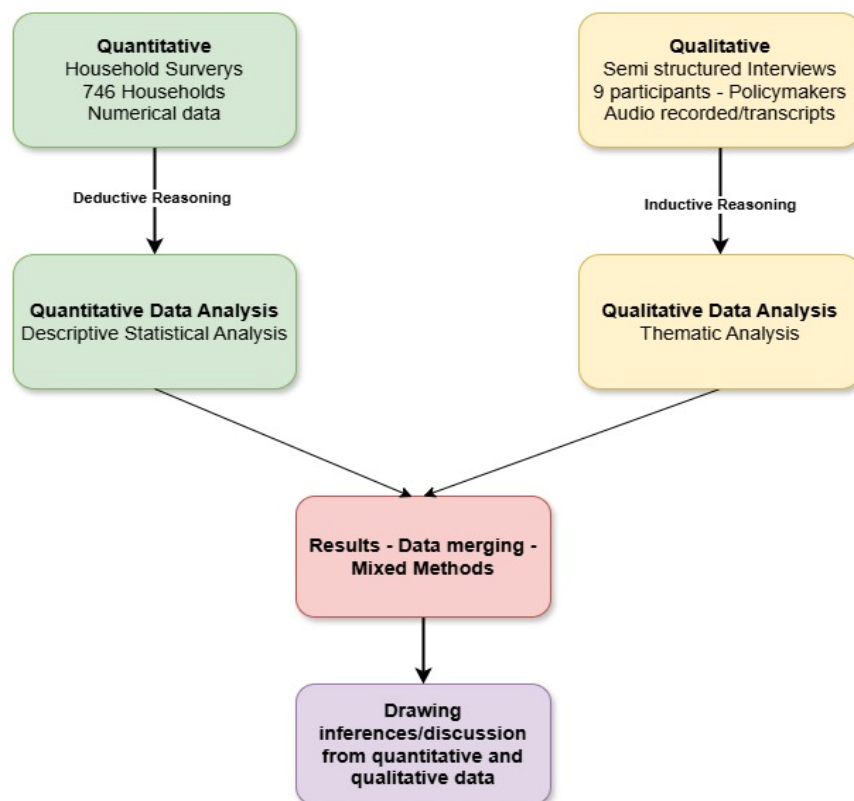 Quantitative
Household Surverys
746 Households
Numerical data
Qualitative
Semi structured Interviews
9 participants - Policymakers
Audio recorded/transcripts
Deductive Reasoning
Inductive Reasoning
Quantitative Data Analysis
Descriptive Statistical Analysis
Qualitative Data Analysis
Thematic Analysis
Results - Data merging -
Mixed Methods
Drawing
inferences/discussion
from quantitative and
qualitative data